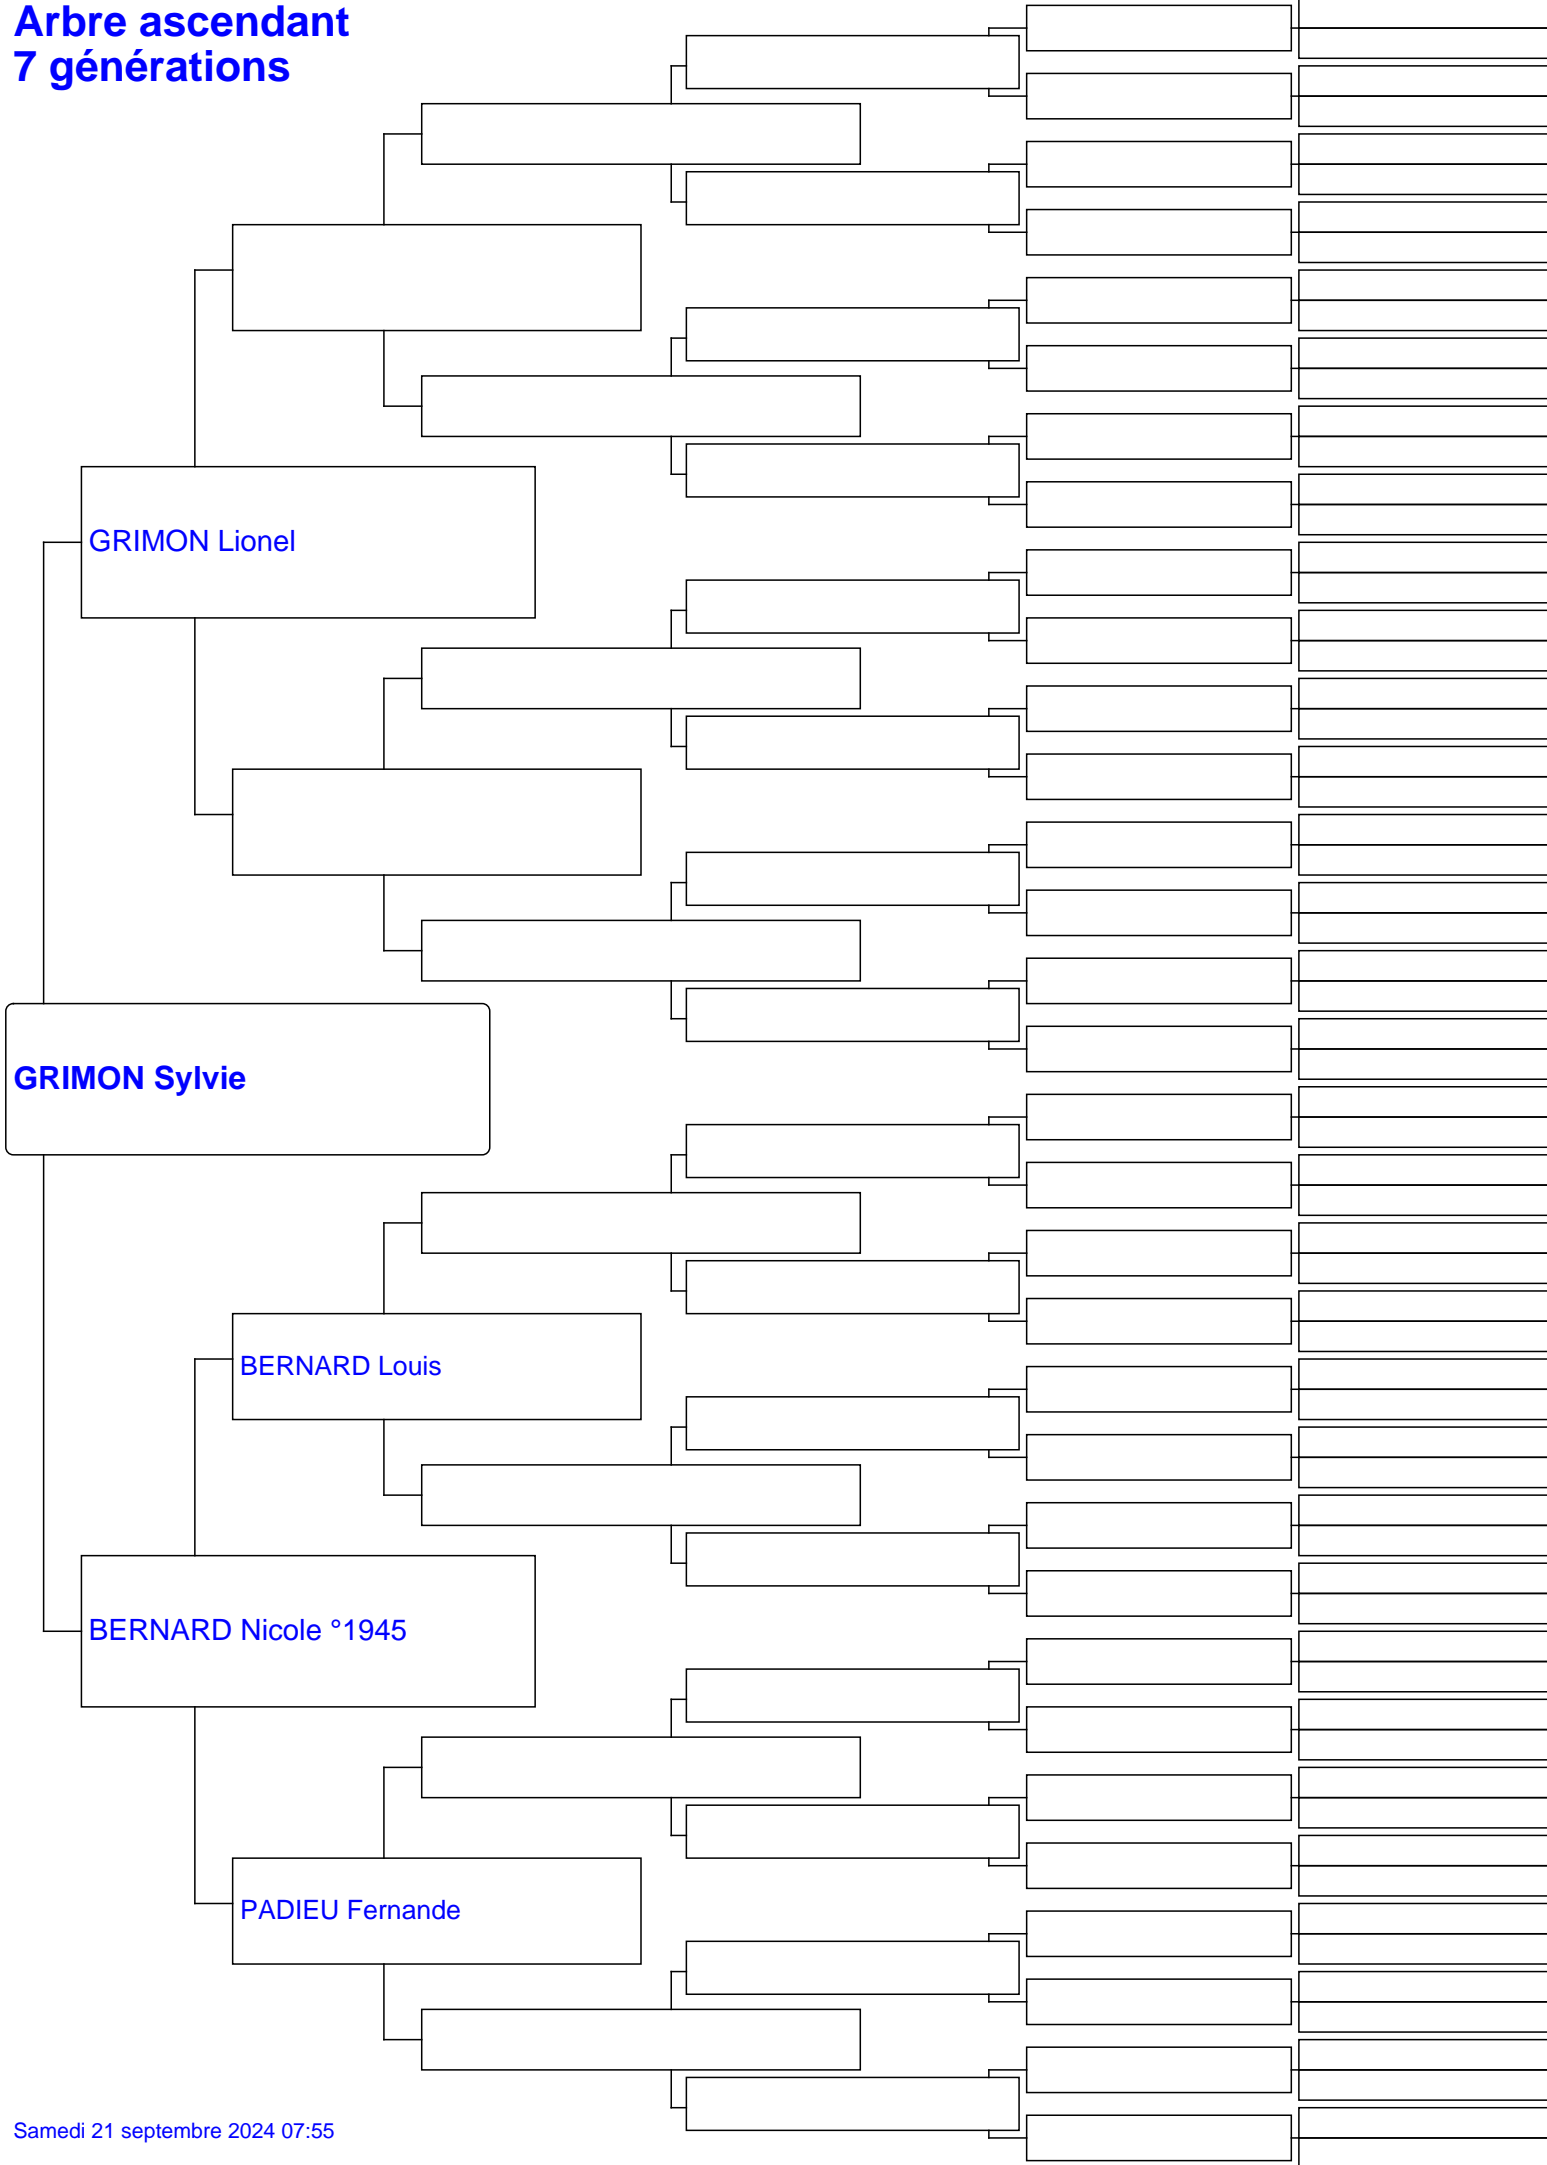 Arbre ascendant
7 générations
GRIMON Lionel
GRIMON Sylvie
BERNARD Louis
BERNARD Nicole °1945
PADIEU Fernande
Samedi 21 septembre 2024 07:55